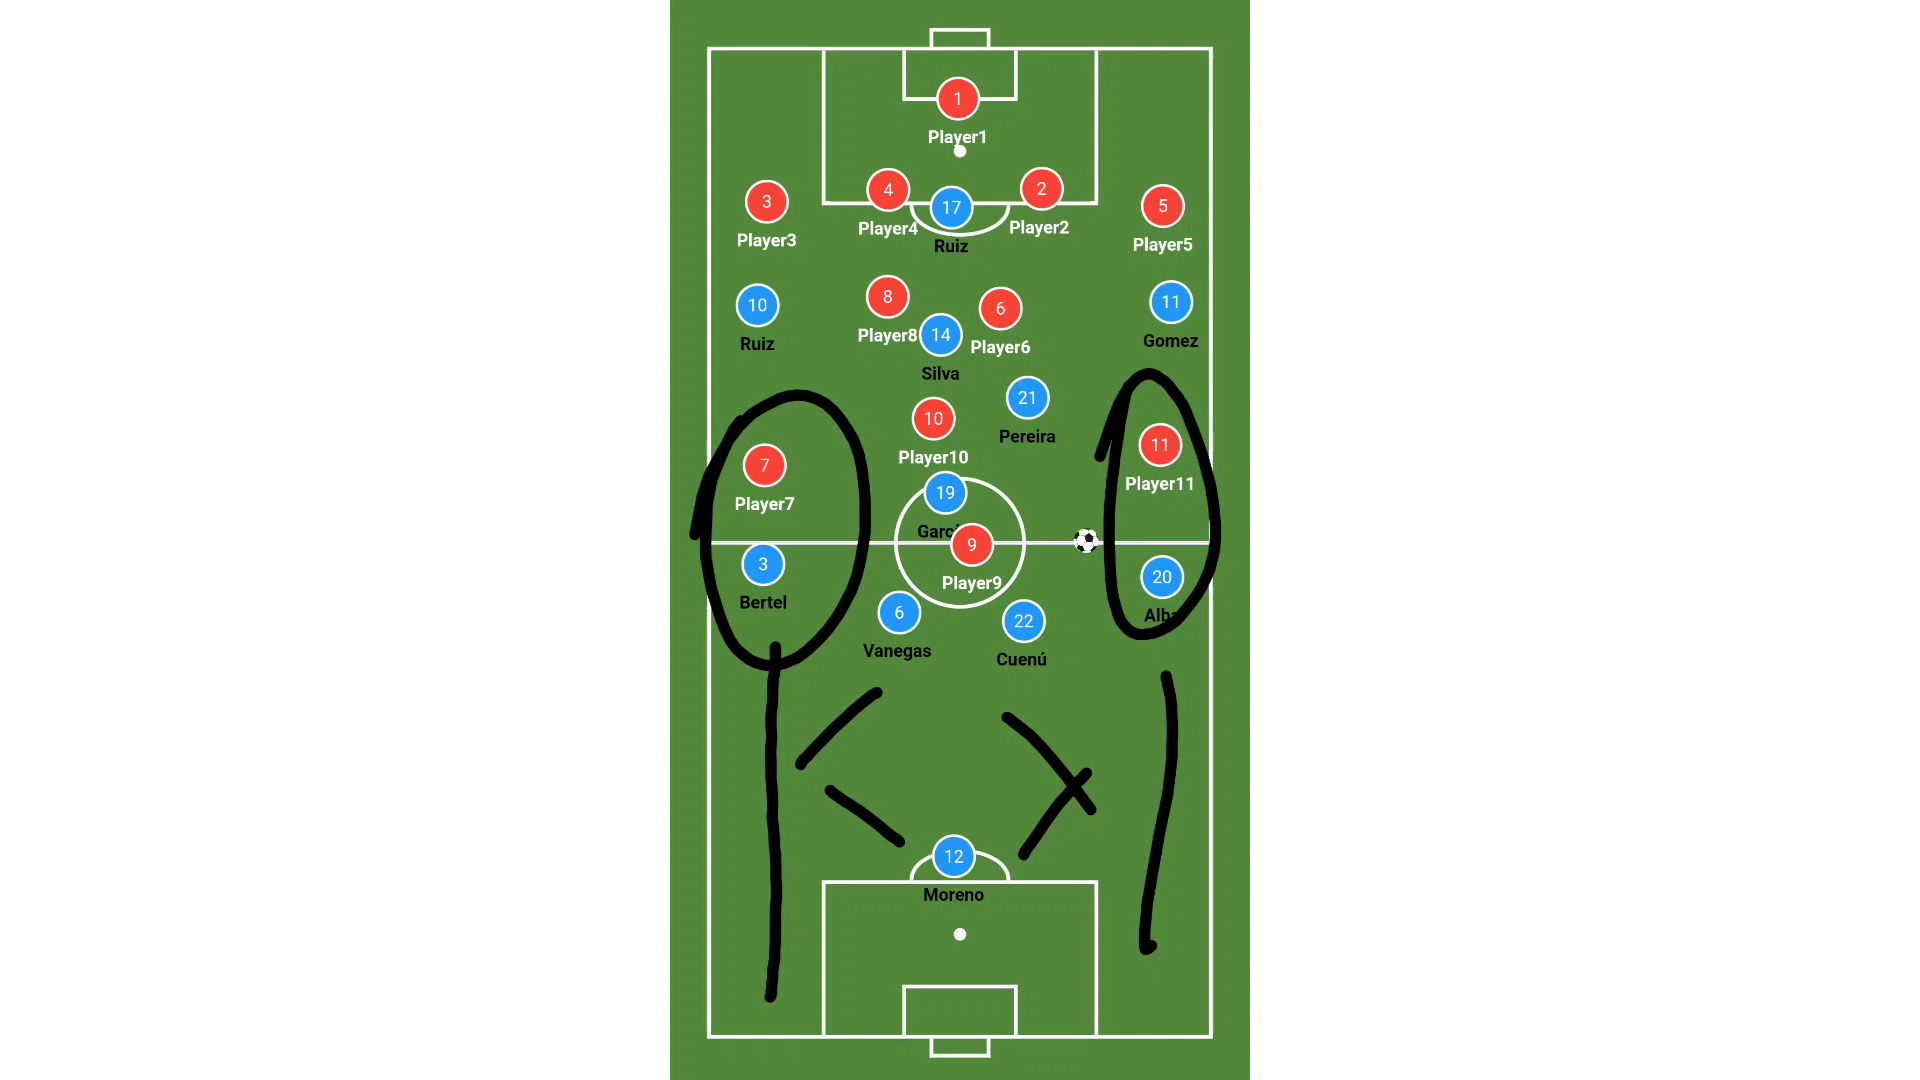 1
Player1
4
2
3
17
5
Player4
Player2
Player3
Ruiz
Player5
8
11
10
6
14
Player8
Gomez
Ruiz
Player6
Silva
21
10
Pereira
11
Player10
7
Player11
19
Player7
9
3
20
Player9
Bertel
6
Alba
22
Vanegas
Cuenú
12
Moreno